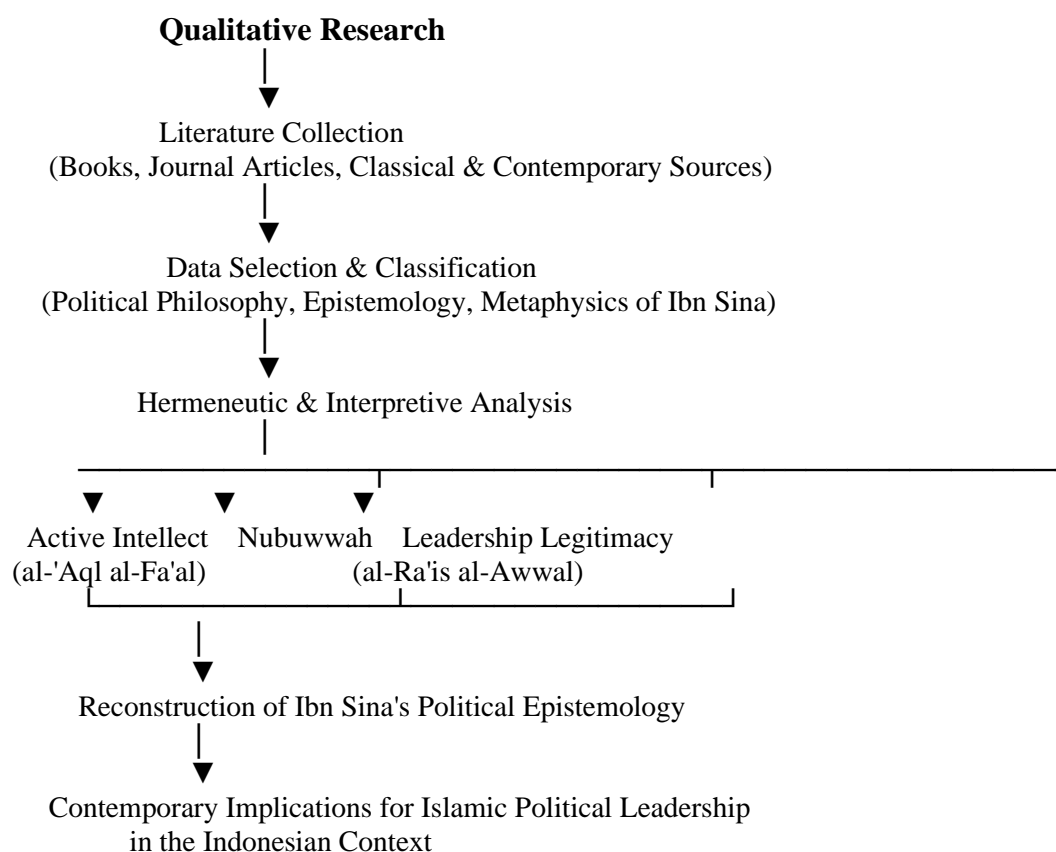 Qualitative Research
Literature Collection
(Books, Journal Articles, Classical & Contemporary Sources)
Data Selection & Classification
(Political Philosophy, Epistemology, Metaphysics of Ibn Sina)
Hermeneutic & Interpretive Analysis
Active Intellect Nubuwwah Leadership Legitimacy
(al-'Aql al-Fa'al) (al-Ra'is al-Awwal)
Reconstruction of Ibn Sina's Political Epistemology
Contemporary Implications for Islamic Political Leadership
in the Indonesian Context